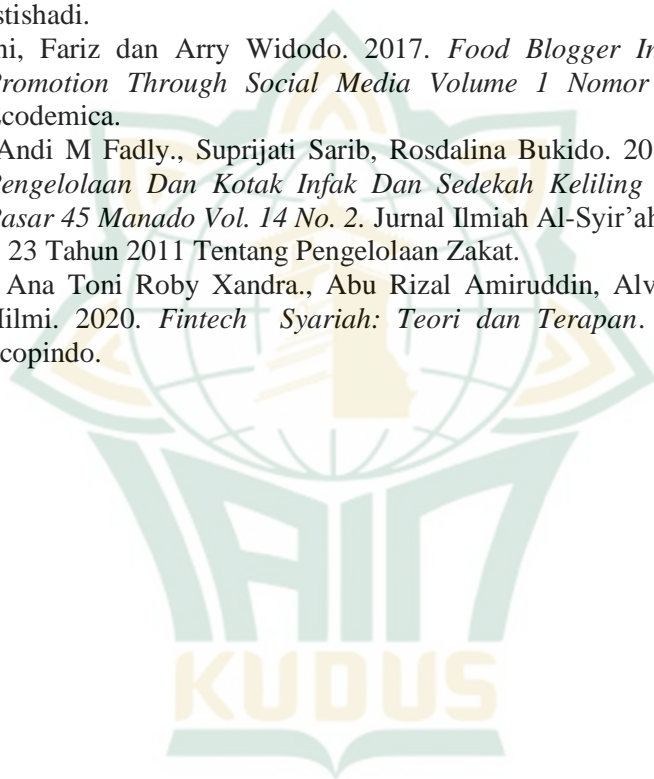 stishadi.
ni, Fariz dan Arry Widodo. 2017. Food Blogger In
Promotion Through Social Media Volume 1 Nomor
codemica.
Andi M Fadly., Suprijati Sarib, Rosdalina Bukido. 20
Pengelolaan Dan Kotak Infak Dan Sedekah Keliling
Pasar 45 Manado Vol. 14 No. 2. Jurnal Ilmiah Al-Syir'ah
23 Tahun 2011 Tentang Pengelolaan Zakat.
Ana Toni Roby Xandra., Abu Rizal Amiruddin, Alv
Hilmi. 2020. Fintech Syariah: Teori dan Terapan.
copindo.
IAIN
KUDUS